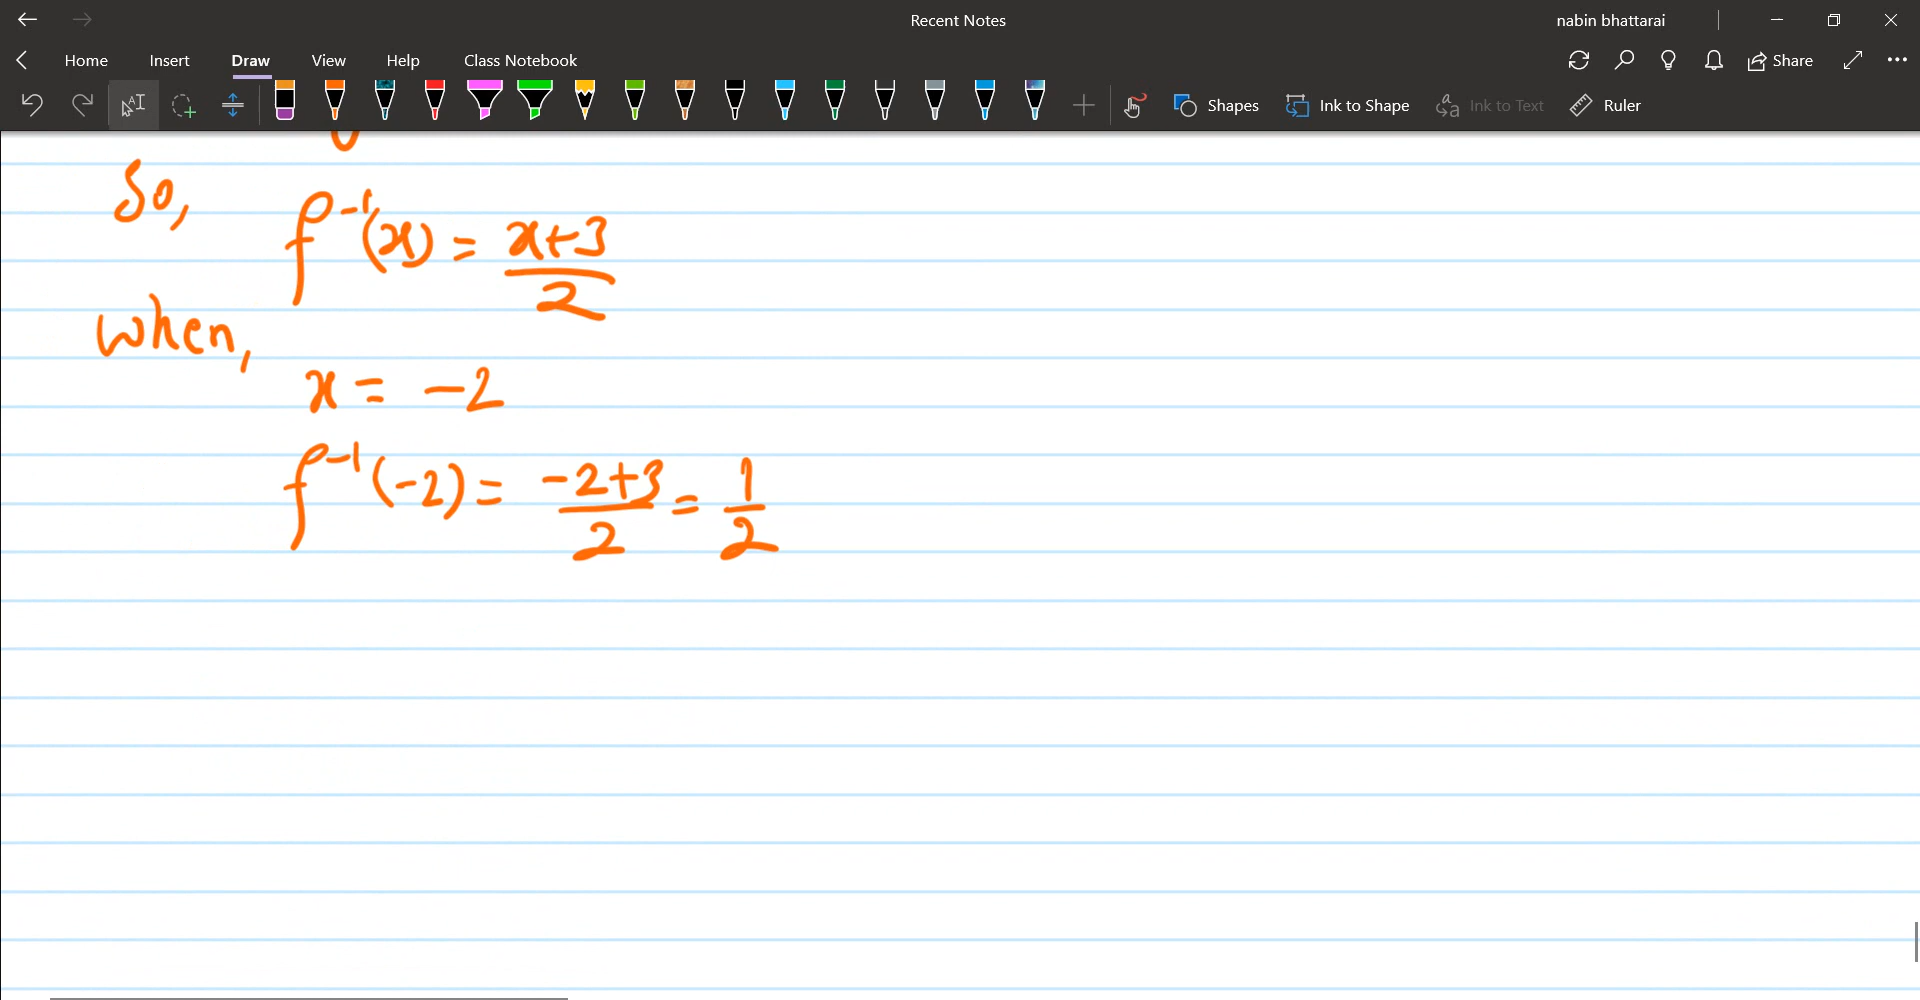 Recent Notes
nabin bhattarai
Home Insert Draw View Help Class Notebook Share
Shapes Ink to Shape Ink to Text Ruler
So,
f⁻¹(x) = x+3/2
when,
x = -2
f⁻¹(-2) = -2+3/2 = 1/2